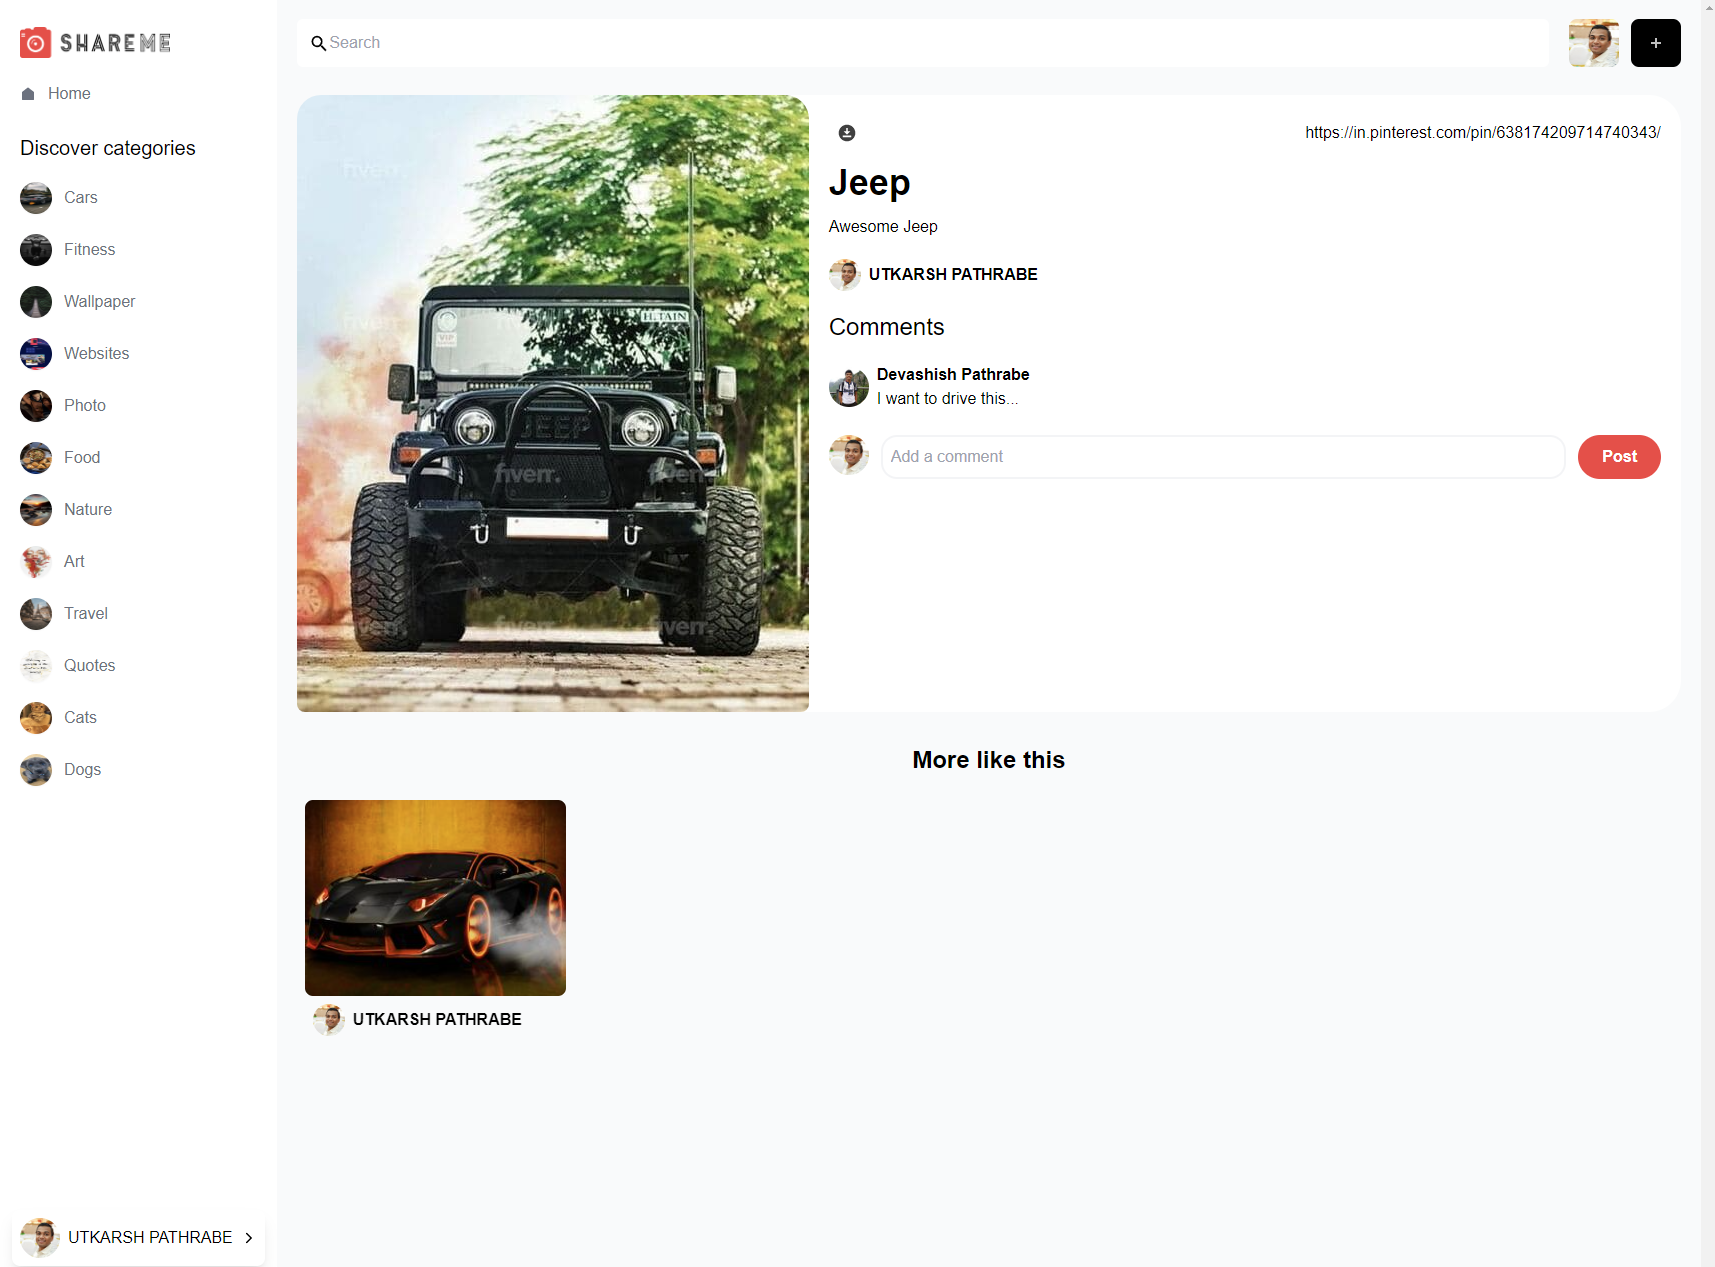 SHAREME
Home
Discover categories
Cars
Fitness
Wallpaper
Websites
Photo
Food
Nature
Art
Travel
Quotes
Cats
Dogs
UTKARSH PATHRABE
Search
+
fiverr.
HITAIN
VIP
JEEP
fiverr.
fiverr.
fiverr.
fiverr.
https://in.pinterest.com/pin/638174209714740343/
Jeep
Awesome Jeep
UTKARSH PATHRABE
Comments
Devashish Pathrabe
I want to drive this...
Add a comment
Post
More like this
UTKARSH PATHRABE